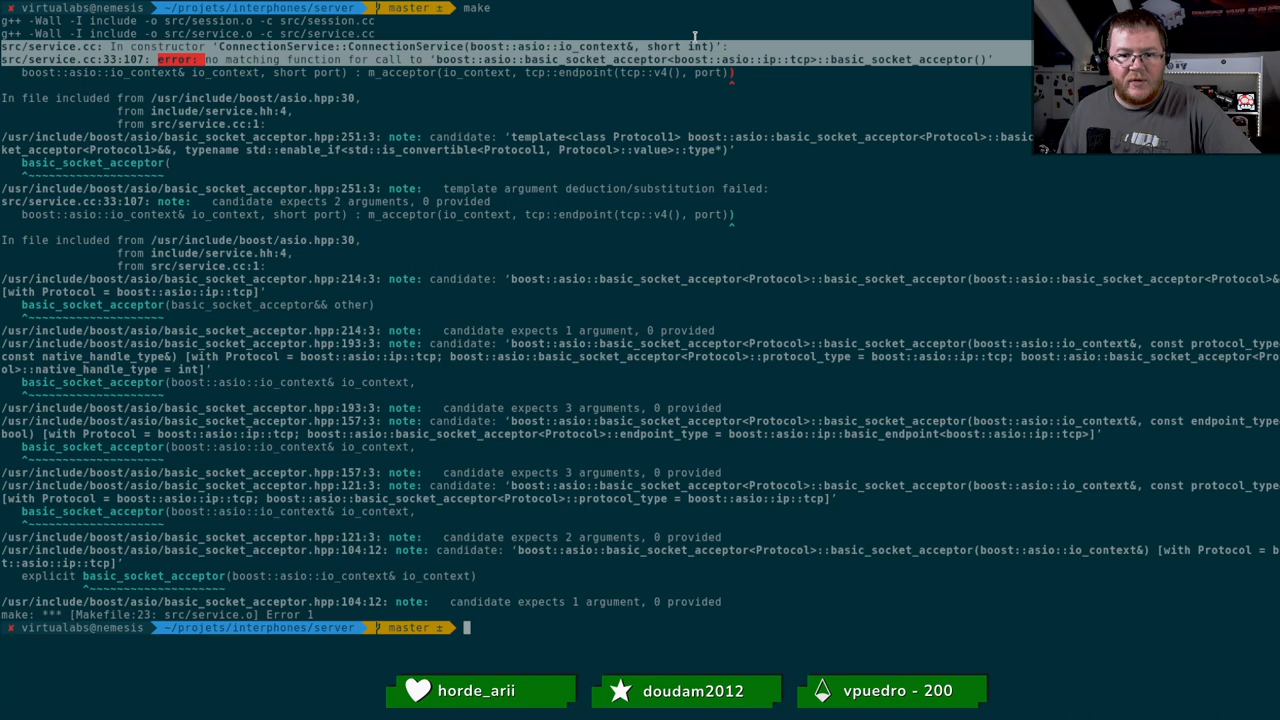 ✘ virtualabs@nemesis ~/projets/interphones/server master ± make
g++ -Wall -I include -o src/session.o -c src/session.cc
g++ -Wall -I include -o src/service.o -c src/service.cc
src/service.cc: In constructor ‘ConnectionService::ConnectionService(boost::asio::io_context&, short int)’:
src/service.cc:33:107: error: no matching function for call to ‘boost::asio::basic_socket_acceptor<boost::asio::ip::tcp>::basic_socket_acceptor()’
boost::asio::io_context& io_context, short port) : m_acceptor(io_context, tcp::endpoint(tcp::v4(), port))
^
In file included from /usr/include/boost/asio.hpp:30,
from include/service.hh:4,
from src/service.cc:1:
/usr/include/boost/asio/basic_socket_acceptor.hpp:251:3: note: candidate: ‘template<class Protocol1> boost::asio::basic_socket_acceptor<Protocol>::basic
ket_acceptor<Protocol1>&&, typename std::enable_if<std::is_convertible<Protocol1, Protocol>::value>::type*)’
basic_socket_acceptor(
^~~~~~~~~~~~~~~~~~~~~
/usr/include/boost/asio/basic_socket_acceptor.hpp:251:3: note: template argument deduction/substitution failed:
src/service.cc:33:107: note: candidate expects 2 arguments, 0 provided
boost::asio::io_context& io_context, short port) : m_acceptor(io_context, tcp::endpoint(tcp::v4(), port))
^
In file included from /usr/include/boost/asio.hpp:30,
from include/service.hh:4,
from src/service.cc:1:
/usr/include/boost/asio/basic_socket_acceptor.hpp:214:3: note: candidate: ‘boost::asio::basic_socket_acceptor<Protocol>::basic_socket_acceptor(boost::asio::basic_socket_acceptor<Protocol>&
[with Protocol = boost::asio::ip::tcp]’
basic_socket_acceptor(basic_socket_acceptor&& other)
^~~~~~~~~~~~~~~~~~~~~
/usr/include/boost/asio/basic_socket_acceptor.hpp:214:3: note: candidate expects 1 argument, 0 provided
/usr/include/boost/asio/basic_socket_acceptor.hpp:193:3: note: candidate: ‘boost::asio::basic_socket_acceptor<Protocol>::basic_socket_acceptor(boost::asio::io_context&, const protocol_type
const native_handle_type&) [with Protocol = boost::asio::ip::tcp; boost::asio::basic_socket_acceptor<Protocol>::protocol_type = boost::asio::ip::tcp; boost::asio::basic_socket_acceptor<Pro
ol>::native_handle_type = int]’
basic_socket_acceptor(boost::asio::io_context& io_context,
^~~~~~~~~~~~~~~~~~~~~
/usr/include/boost/asio/basic_socket_acceptor.hpp:193:3: note: candidate expects 3 arguments, 0 provided
/usr/include/boost/asio/basic_socket_acceptor.hpp:157:3: note: candidate: ‘boost::asio::basic_socket_acceptor<Protocol>::basic_socket_acceptor(boost::asio::io_context&, const endpoint_type
bool) [with Protocol = boost::asio::ip::tcp; boost::asio::basic_socket_acceptor<Protocol>::endpoint_type = boost::asio::ip::basic_endpoint<boost::asio::ip::tcp>]’
basic_socket_acceptor(boost::asio::io_context& io_context,
^~~~~~~~~~~~~~~~~~~~~
/usr/include/boost/asio/basic_socket_acceptor.hpp:157:3: note: candidate expects 3 arguments, 0 provided
/usr/include/boost/asio/basic_socket_acceptor.hpp:121:3: note: candidate: ‘boost::asio::basic_socket_acceptor<Protocol>::basic_socket_acceptor(boost::asio::io_context&, const protocol_type
[with Protocol = boost::asio::ip::tcp; boost::asio::basic_socket_acceptor<Protocol>::protocol_type = boost::asio::ip::tcp]’
basic_socket_acceptor(boost::asio::io_context& io_context,
^~~~~~~~~~~~~~~~~~~~~
/usr/include/boost/asio/basic_socket_acceptor.hpp:121:3: note: candidate expects 2 arguments, 0 provided
/usr/include/boost/asio/basic_socket_acceptor.hpp:104:12: note: candidate: ‘boost::asio::basic_socket_acceptor<Protocol>::basic_socket_acceptor(boost::asio::io_context&) [with Protocol = b
t::asio::ip::tcp]’
explicit basic_socket_acceptor(boost::asio::io_context& io_context)
^~~~~~~~~~~~~~~~~~~~~
/usr/include/boost/asio/basic_socket_acceptor.hpp:104:12: note: candidate expects 1 argument, 0 provided
make: *** [Makefile:23: src/service.o] Error 1
✘ virtualabs@nemesis ~/projets/interphones/server master ±
horde_arii
doudam2012
vpuedro - 200